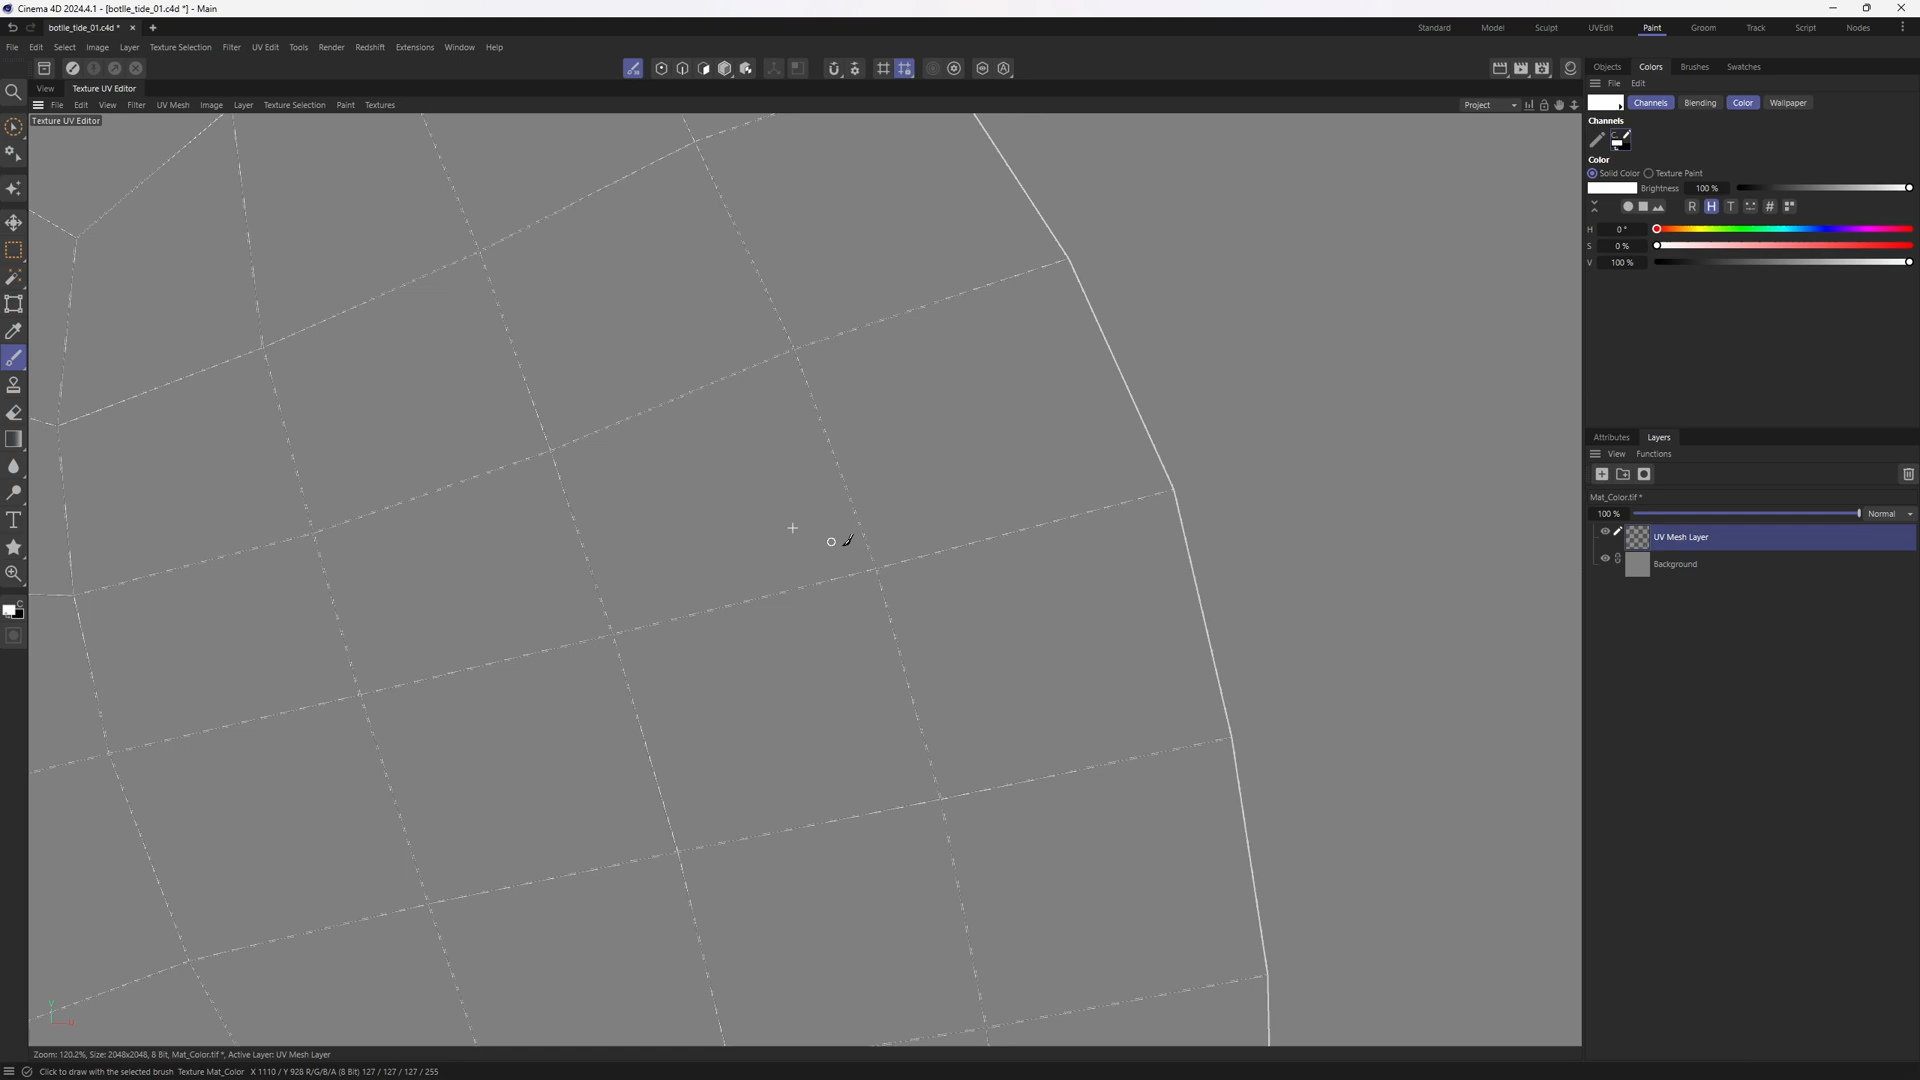 Cinema 4D 2024.4.1 - [botlle_tide_01.c4d *] - Main
botlle_tide_01.c4d *
Standard Model Sculpt UVEdit Paint Groom Track Script Nodes
File Edit Select Image Layer Texture Selection Filter UV Edit Tools Render Redshift Extensions Window Help
Objects Colors Brushes Swatches
View Texture UV Editor
File Edit
File Edit View Filter UV Mesh Image Layer Texture Selection Paint Textures Project
Channels Blending Color Wallpaper
Texture UV Editor
Channels
Color
Solid Color Texture Paint
Brightness 100 %
R H T #
H 0 °
S 0 %
V 100 %
Attributes Layers
View Functions
Mat_Color.tif *
100 % Normal
UV Mesh Layer
Background
Zoom: 120.2%, Size: 2048x2048, 8 Bit, Mat_Color.tif *, Active Layer: UV Mesh Layer
Click to draw with the selected brush Texture Mat_Color X 1110 / Y 928 R/G/B/A (8 Bit) 127 / 127 / 127 / 255